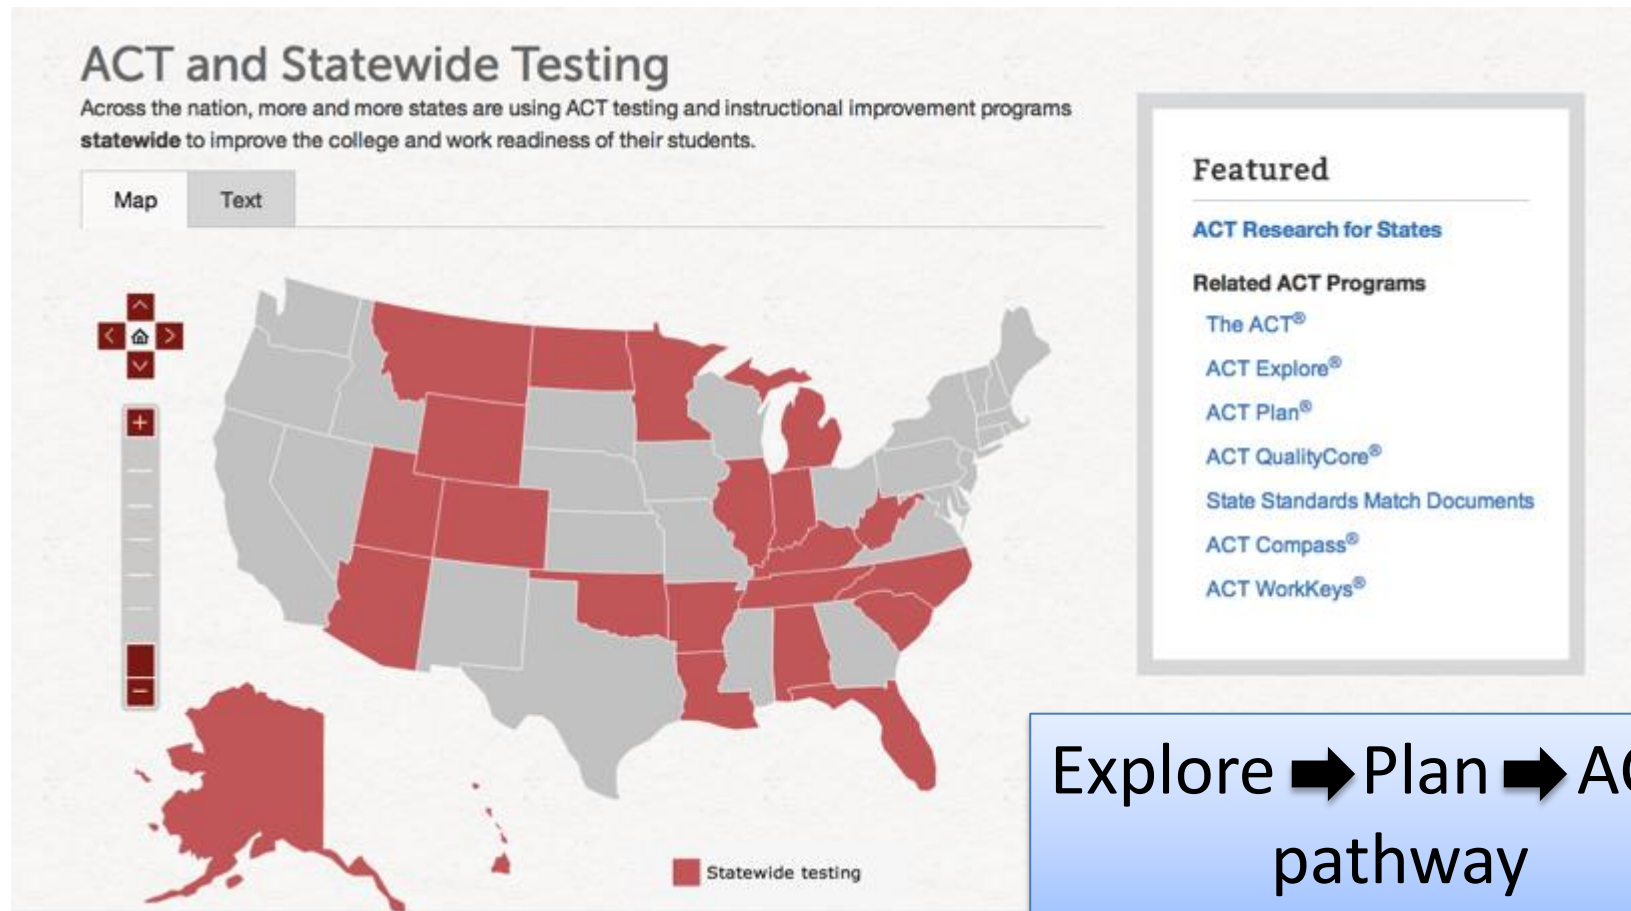 ACT and Statewide Testing
Across the nation, more and more states are using ACT testing and instructional improvement programs
statewide to improve the college and work readiness of their students.
Map
Text
Featured
ACT Research for States
Related ACT Programs
The ACT®
ACT Explore®
ACT Plan®
ACT QualityCore®
State Standards Match Documents
ACT Compass®
ACT WorkKeys®
Statewide testing
Explore ➡ Plan ➡
pathway